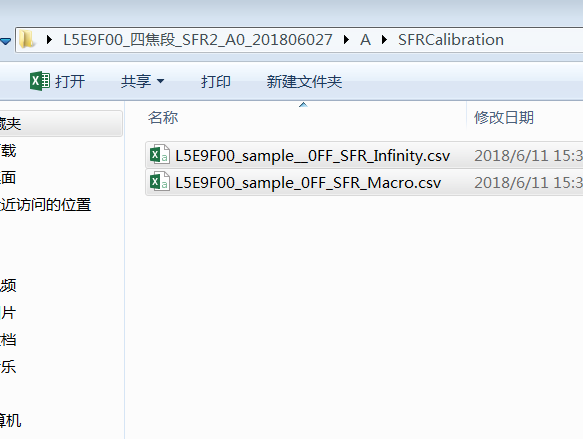 L5E9F00_四焦段_SFR2_A0_201806027 A SFRCalibration
打开 共享 打印 新建文件夹
名称 修改日期
L5E9F00_sample__0FF_SFR_Infinity.csv 2018/6/11 15:3
L5E9F00_sample_0FF_SFR_Macro.csv 2018/6/11 15:3
藏夹
载
面
近访问的位置
频
片
档
乐
算机